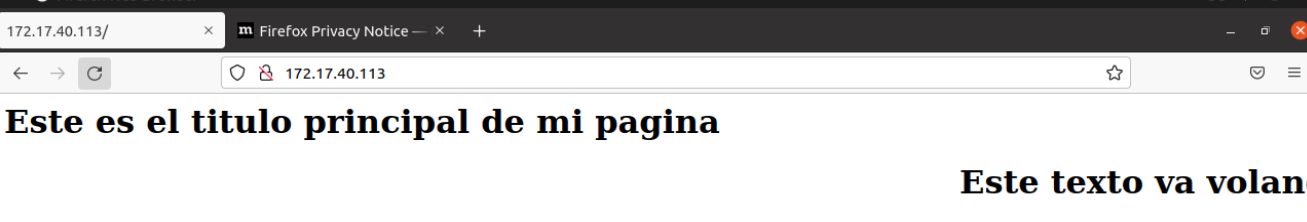 172.17.40.113/ × m Firefox Privacy Notice — × +
172.17.40.113
Este es el titulo principal de mi pagina
Este texto va volan